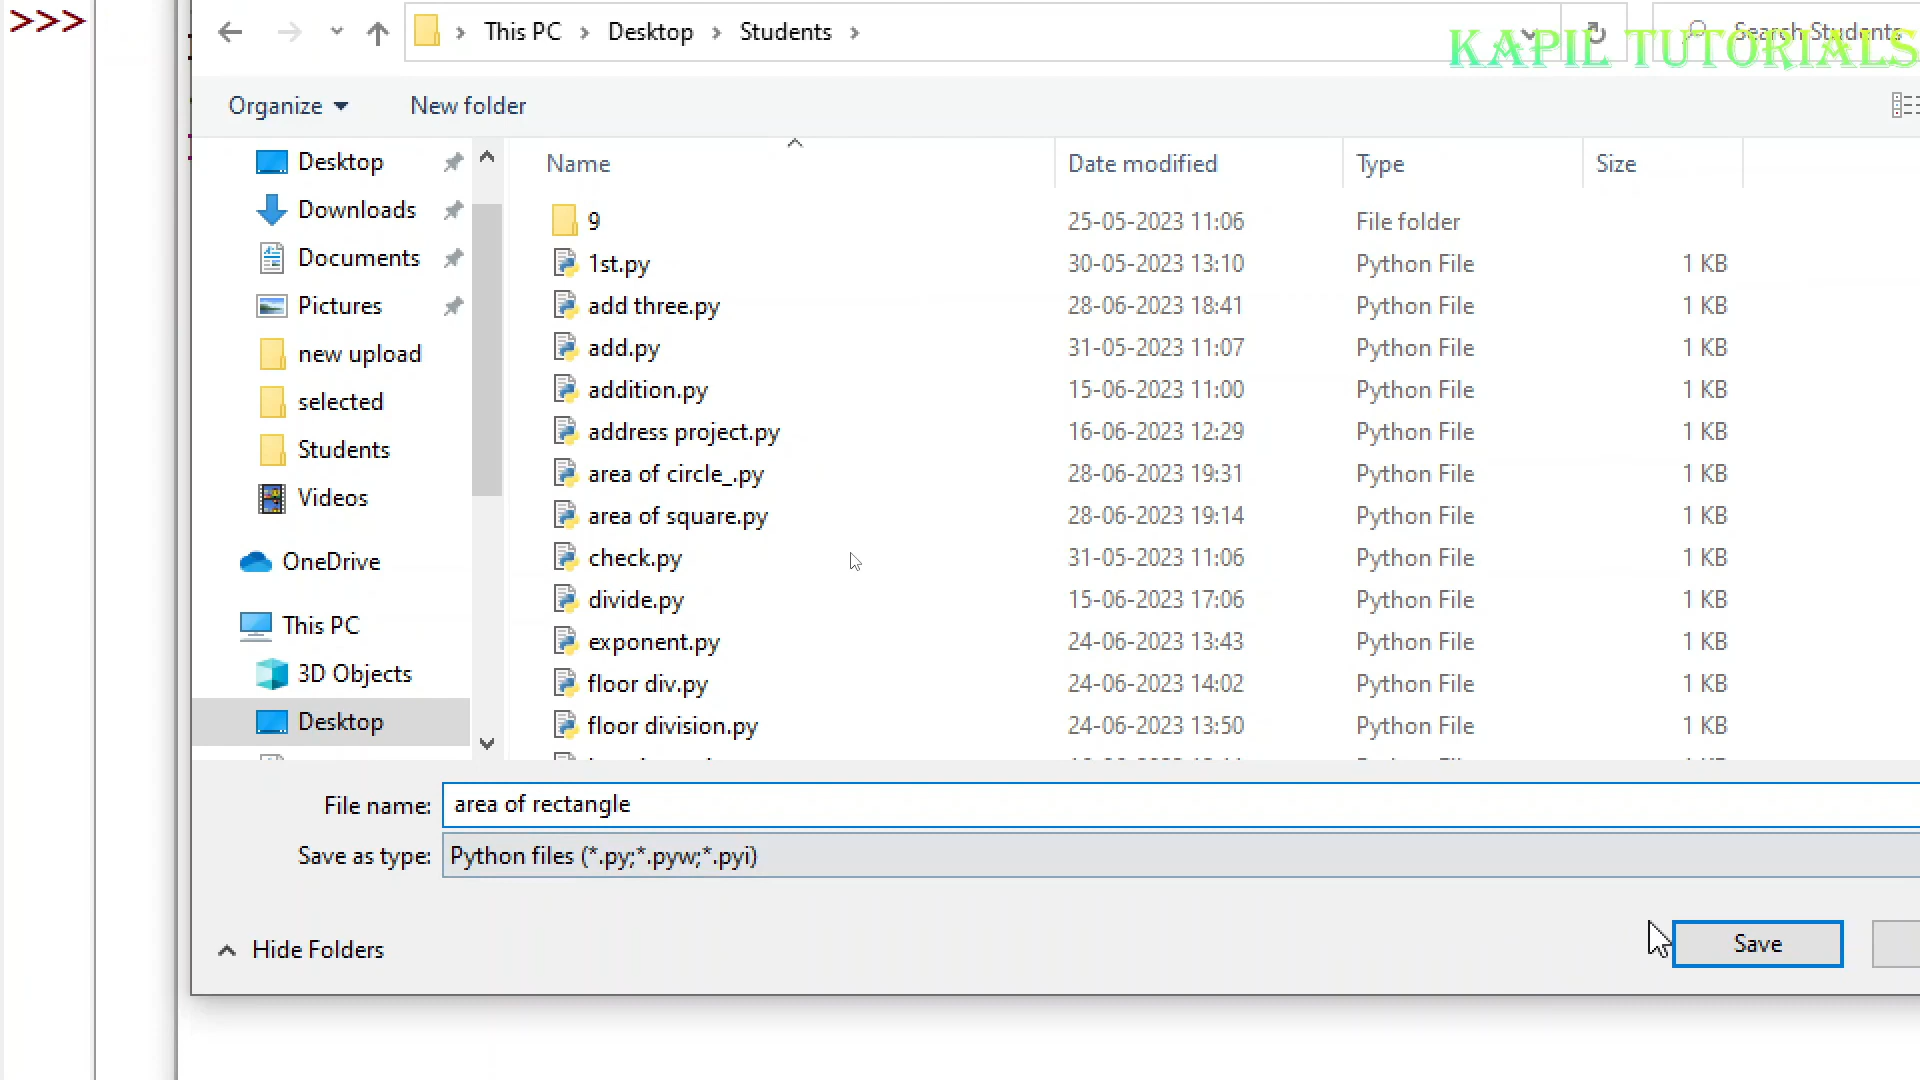 >>>
This PC > Desktop > Students >
Search Students
KAPIL TUTORIALS
Organize
New folder
Name Date modified Type Size
Desktop
Downloads
Documents
Pictures
new upload
selected
Students
Videos
OneDrive
This PC
3D Objects
Desktop
9 25-05-2023 11:06 File folder
1st.py 30-05-2023 13:10 Python File 1 KB
add three.py 28-06-2023 18:41 Python File 1 KB
add.py 31-05-2023 11:07 Python File 1 KB
addition.py 15-06-2023 11:00 Python File 1 KB
address project.py 16-06-2023 12:29 Python File 1 KB
area of circle_.py 28-06-2023 19:31 Python File 1 KB
area of square.py 28-06-2023 19:14 Python File 1 KB
check.py 31-05-2023 11:06 Python File 1 KB
divide.py 15-06-2023 17:06 Python File 1 KB
exponent.py 24-06-2023 13:43 Python File 1 KB
floor div.py 24-06-2023 14:02 Python File 1 KB
floor division.py 24-06-2023 13:50 Python File 1 KB
File name: area of rectangle
Save as type: Python files (*.py;*.pyw;*.pyi)
Hide Folders
Save